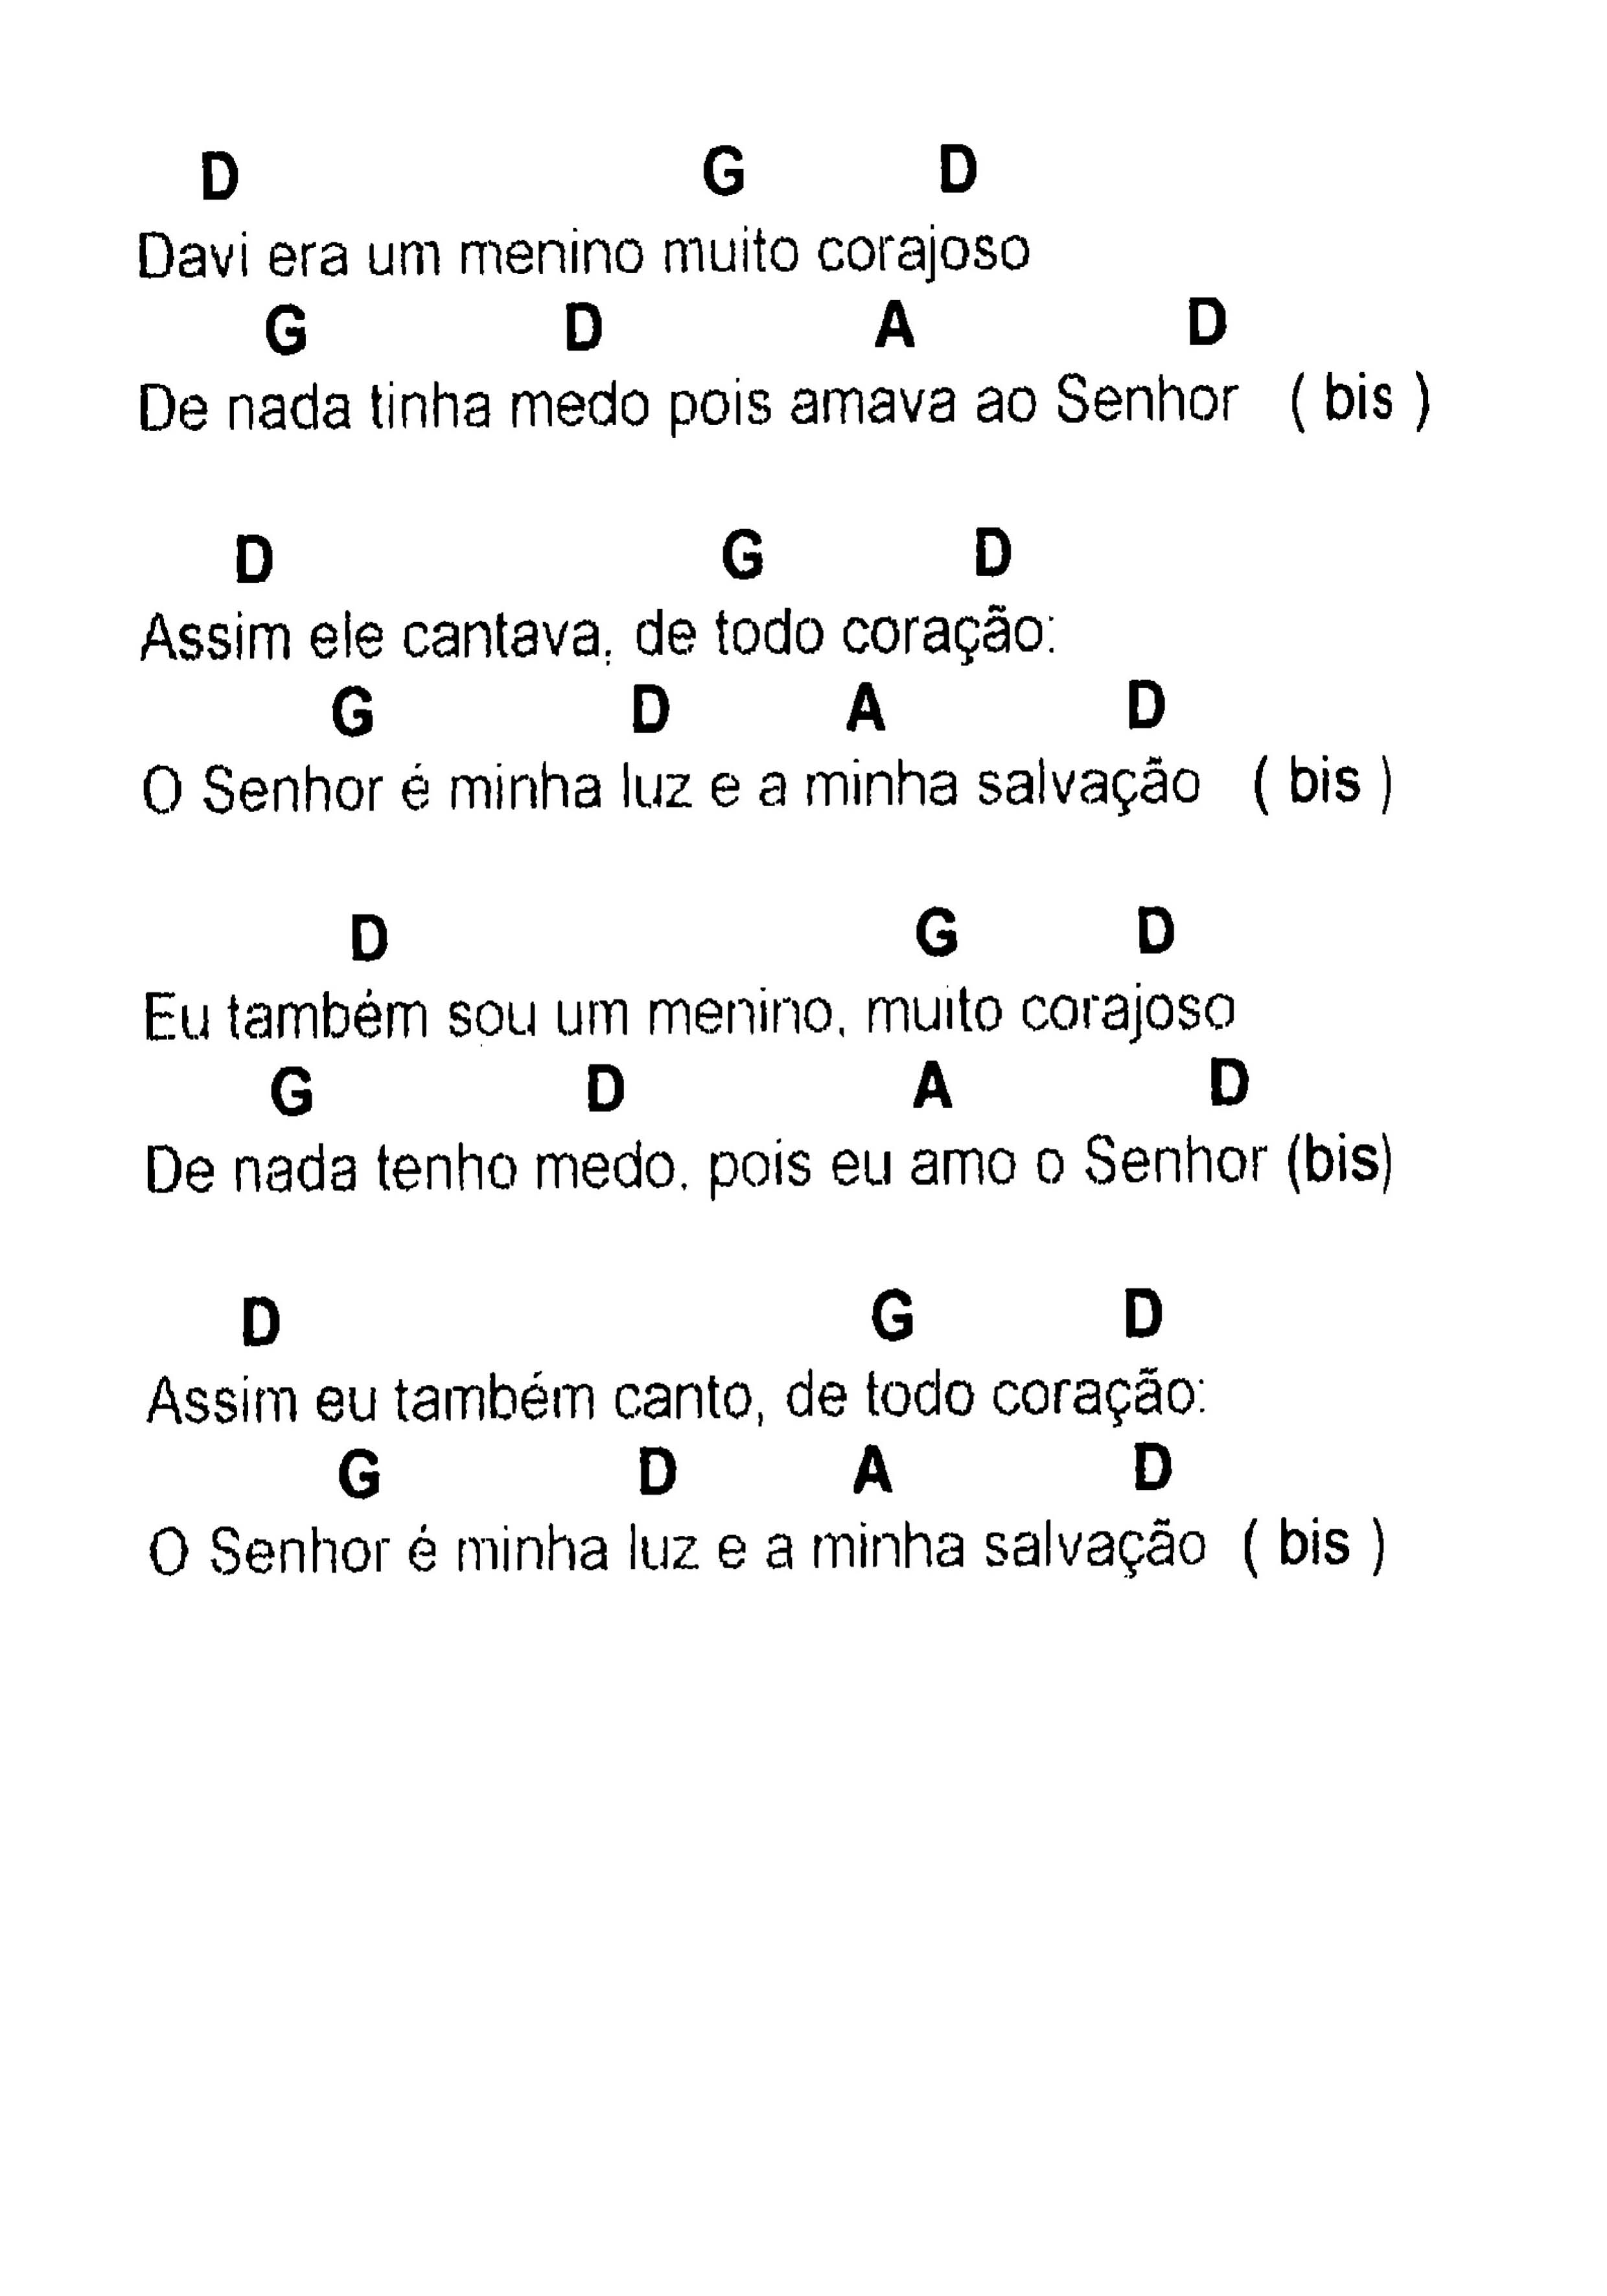 D G D
Davi era um menino muito corajoso
G D A D
De nada tinha medo pois amava ao Senhor ( bis )
D G D
Assim ele cantava, de todo coração:
G D A D
O Senhor é minha luz e a minha salvação ( bis )
D G D
Eu também sou um menino, muito corajoso
G D A D
De nada tenho medo, pois eu amo o Senhor (bis)
D G D
Assim eu também canto, de todo coração:
G D A D
O Senhor é minha luz e a minha salvação ( bis )